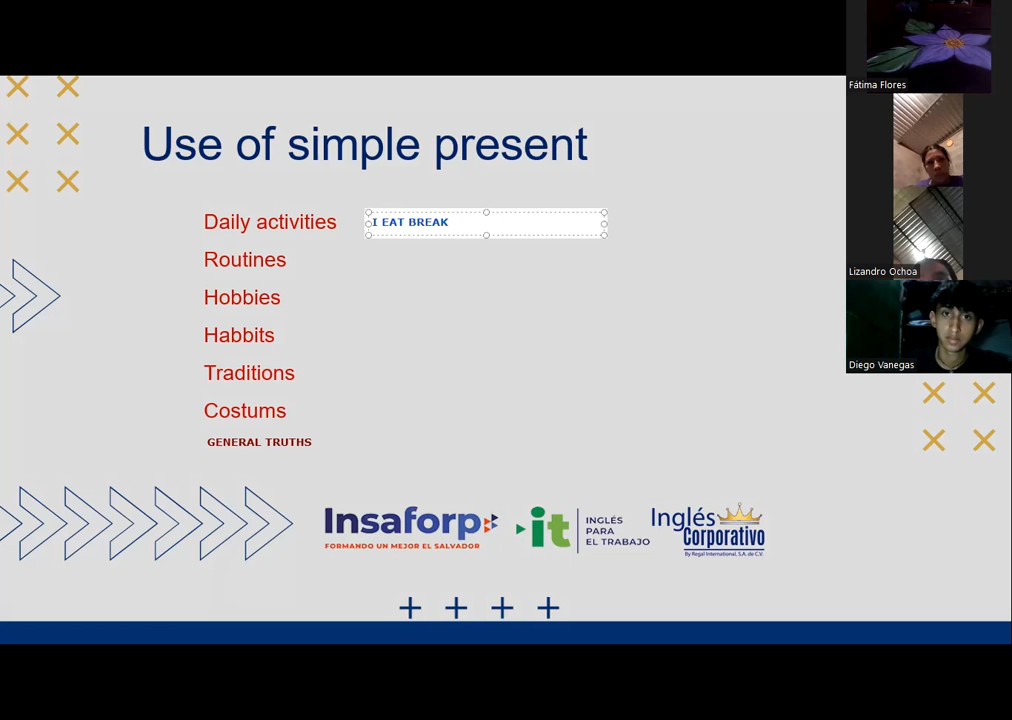 Use of simple present
Daily activities
I EAT BREAK
Routines
Hobbies
Habbits
Traditions
Costums
GENERAL TRUTHS
Insaforp
FORMANDO UN MEJOR EL SALVADOR
it
INGLÉS
PARA
EL TRABAJO
Inglés
Corporativo
By Regal International, S.A. de C.V.
Fátima Flores
Lizandro Ochoa
Diego Vanegas